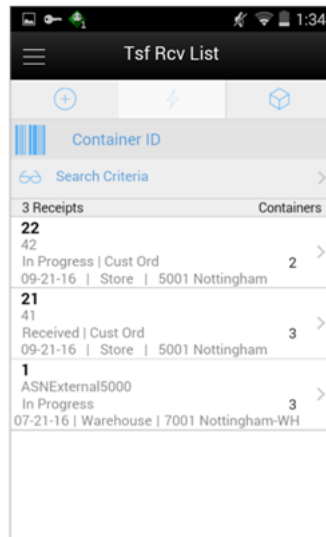 1:34
Tsf Rcv List
Container ID
Search Criteria
3 Receipts Containers
22
42
In Progress | Cust Ord 2
09-21-16 | Store | 5001 Nottingham
21
41
Received | Cust Ord 3
09-21-16 | Store | 5001 Nottingham
1
ASNExternal5000
In Progress 3
07-21-16 | Warehouse | 7001 Nottingham-WH